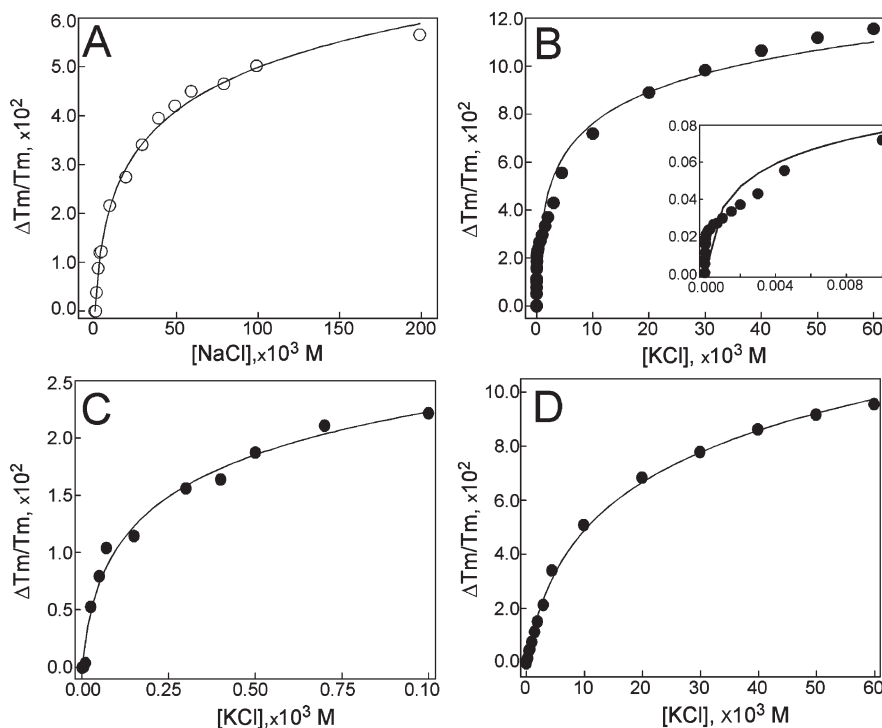 A
ΔTm/Tm, x10²
6.0
5.0
4.0
3.0
2.0
1.0
0.0
0 50 100 150 200
[NaCl],x10³ M
B
ΔTm/Tm, x10²
12.0
10.0
8.0
6.0
4.0
2.0
0.0
0.08
0.06
0.04
0.02
0.00
0.000 0.004 0.008
0 10 20 30 40 50 60
[KCl], x10³ M
C
ΔTm/Tm, x10²
2.5
2.0
1.5
1.0
0.5
0.0
0.00 0.25 0.50 0.75 0.10
[KCl],x10³ M
D
ΔTm/Tm, x10²
10.0
8.0
6.0
4.0
2.0
0.0
0 10 20 30 40 50 60
[KCl], x10³ M